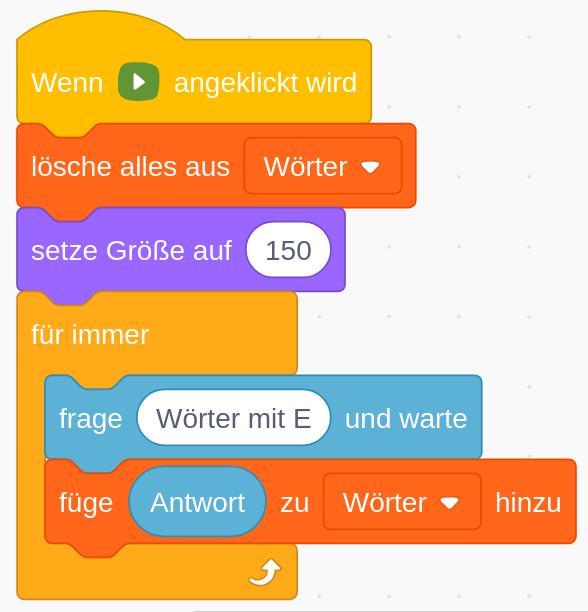 Wenn angeklickt wird
lösche alles aus Wörter
setze Größe auf 150
für immer
frage Wörter mit E und warte
füge Antwort zu Wörter hinzu